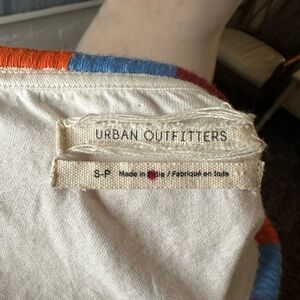 URBAN OUTFITTERS
S-P Made in India / Fabriqué en Inde